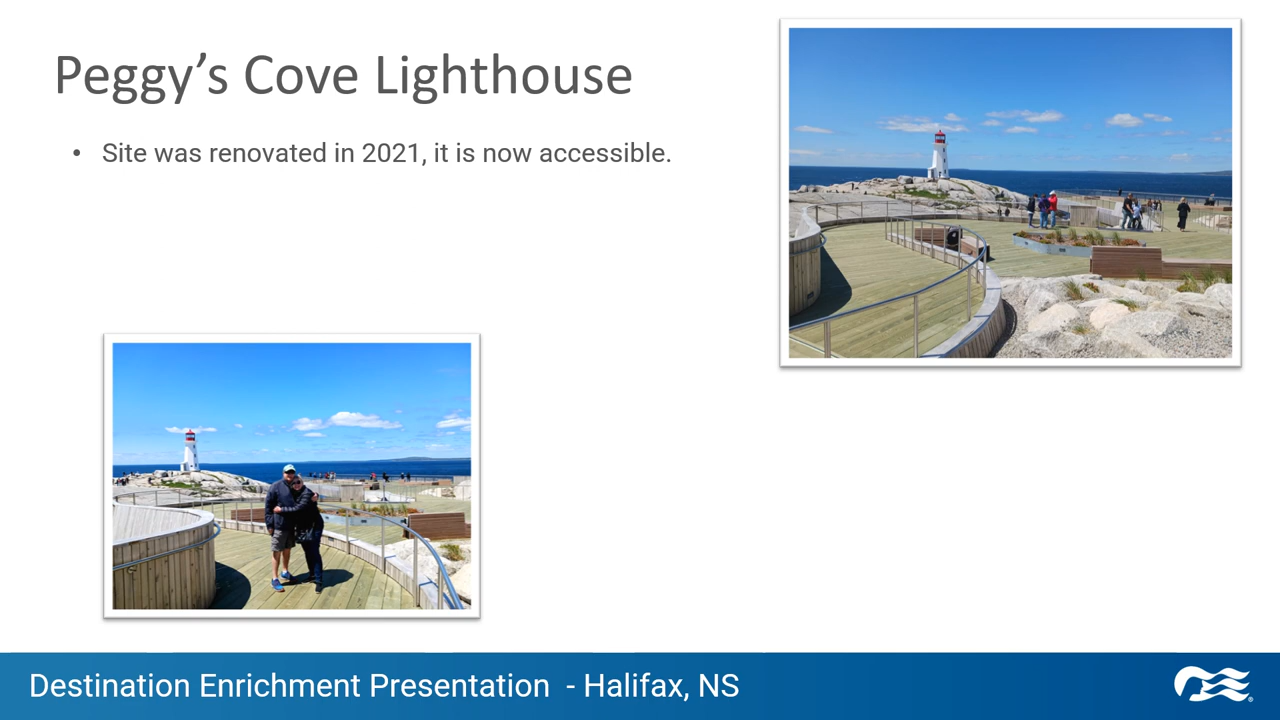 Peggy’s Cove Lighthouse
• Site was renovated in 2021, it is now accessible.
Destination Enrichment Presentation - Halifax, NS
®